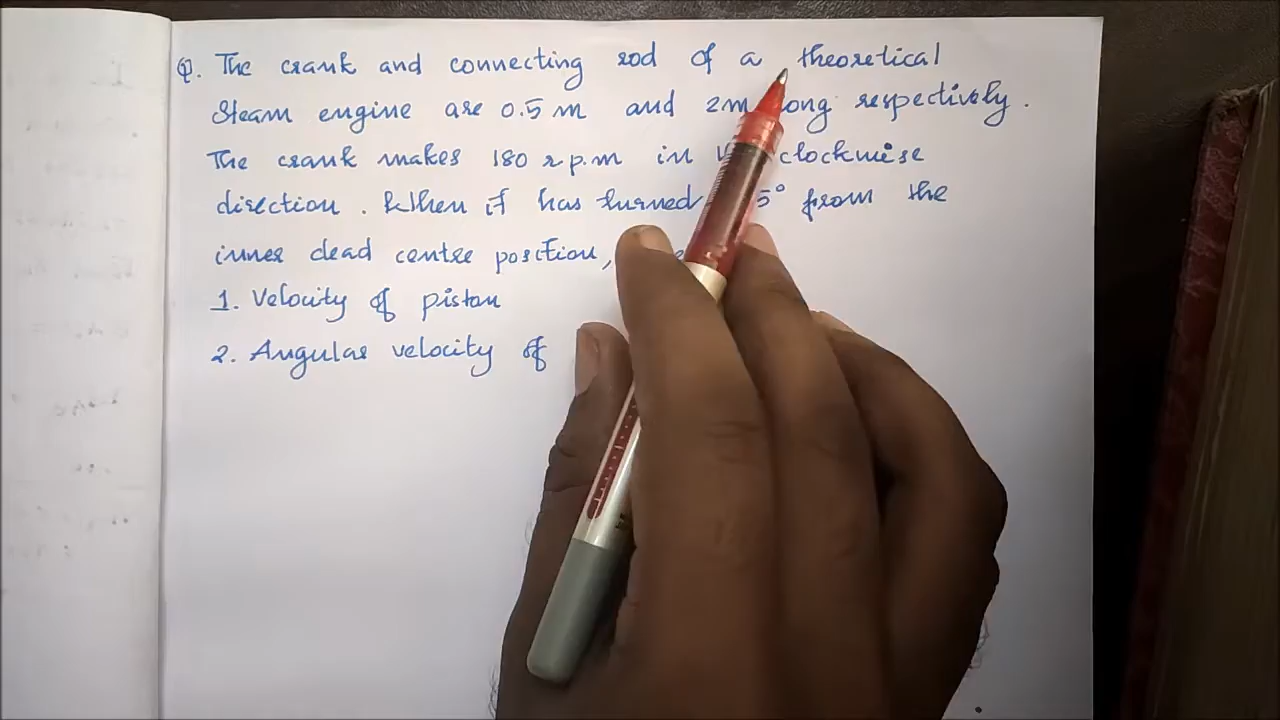 Q. The crank and connecting rod of a theoretical
Steam engine are 0.5 m and 2m long respectively.
The crank makes 180 r.p.m in clockwise
direction. When it has turned 5° from the
inner dead centre position,
1. Velocity of piston
2. Angular velocity of